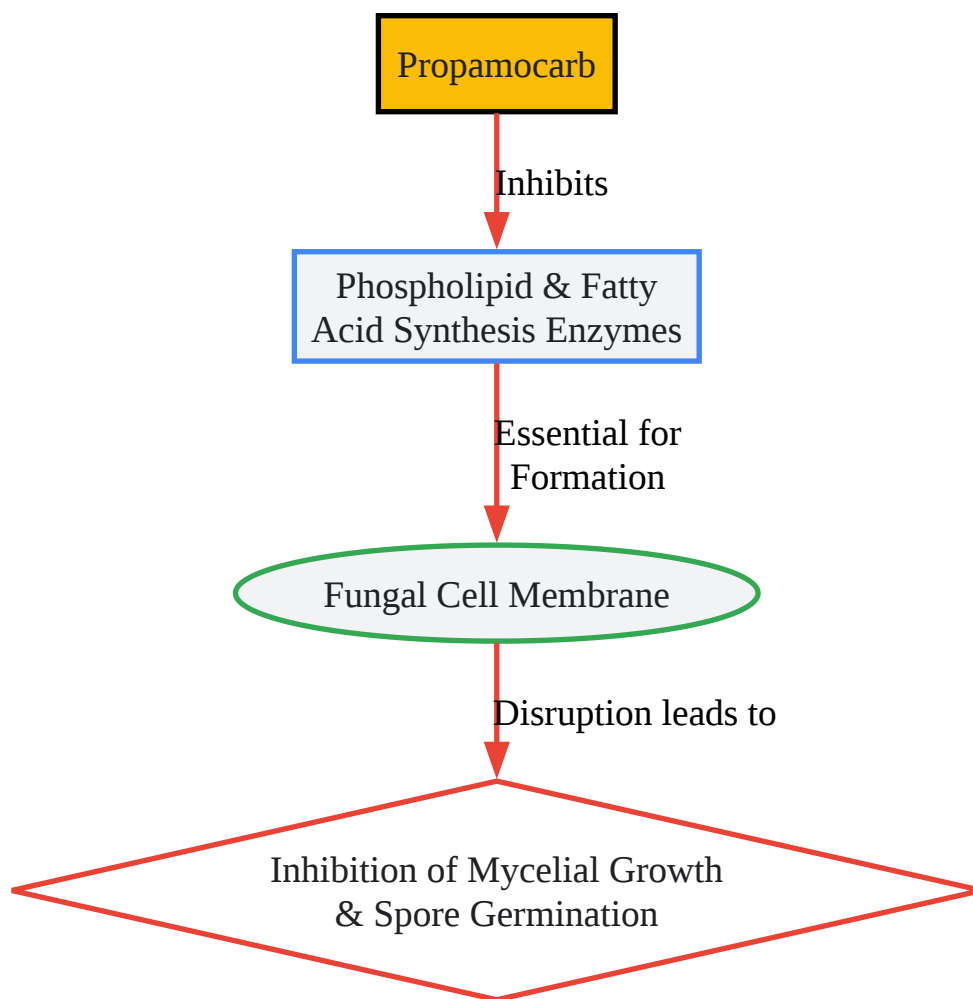 Propamocarb
Inhibits
Phospholipid & Fatty
Acid Synthesis Enzymes
Essential for
Formation
Fungal Cell Membrane
Disruption leads to
Inhibition of Mycelial Growth
& Spore Germination